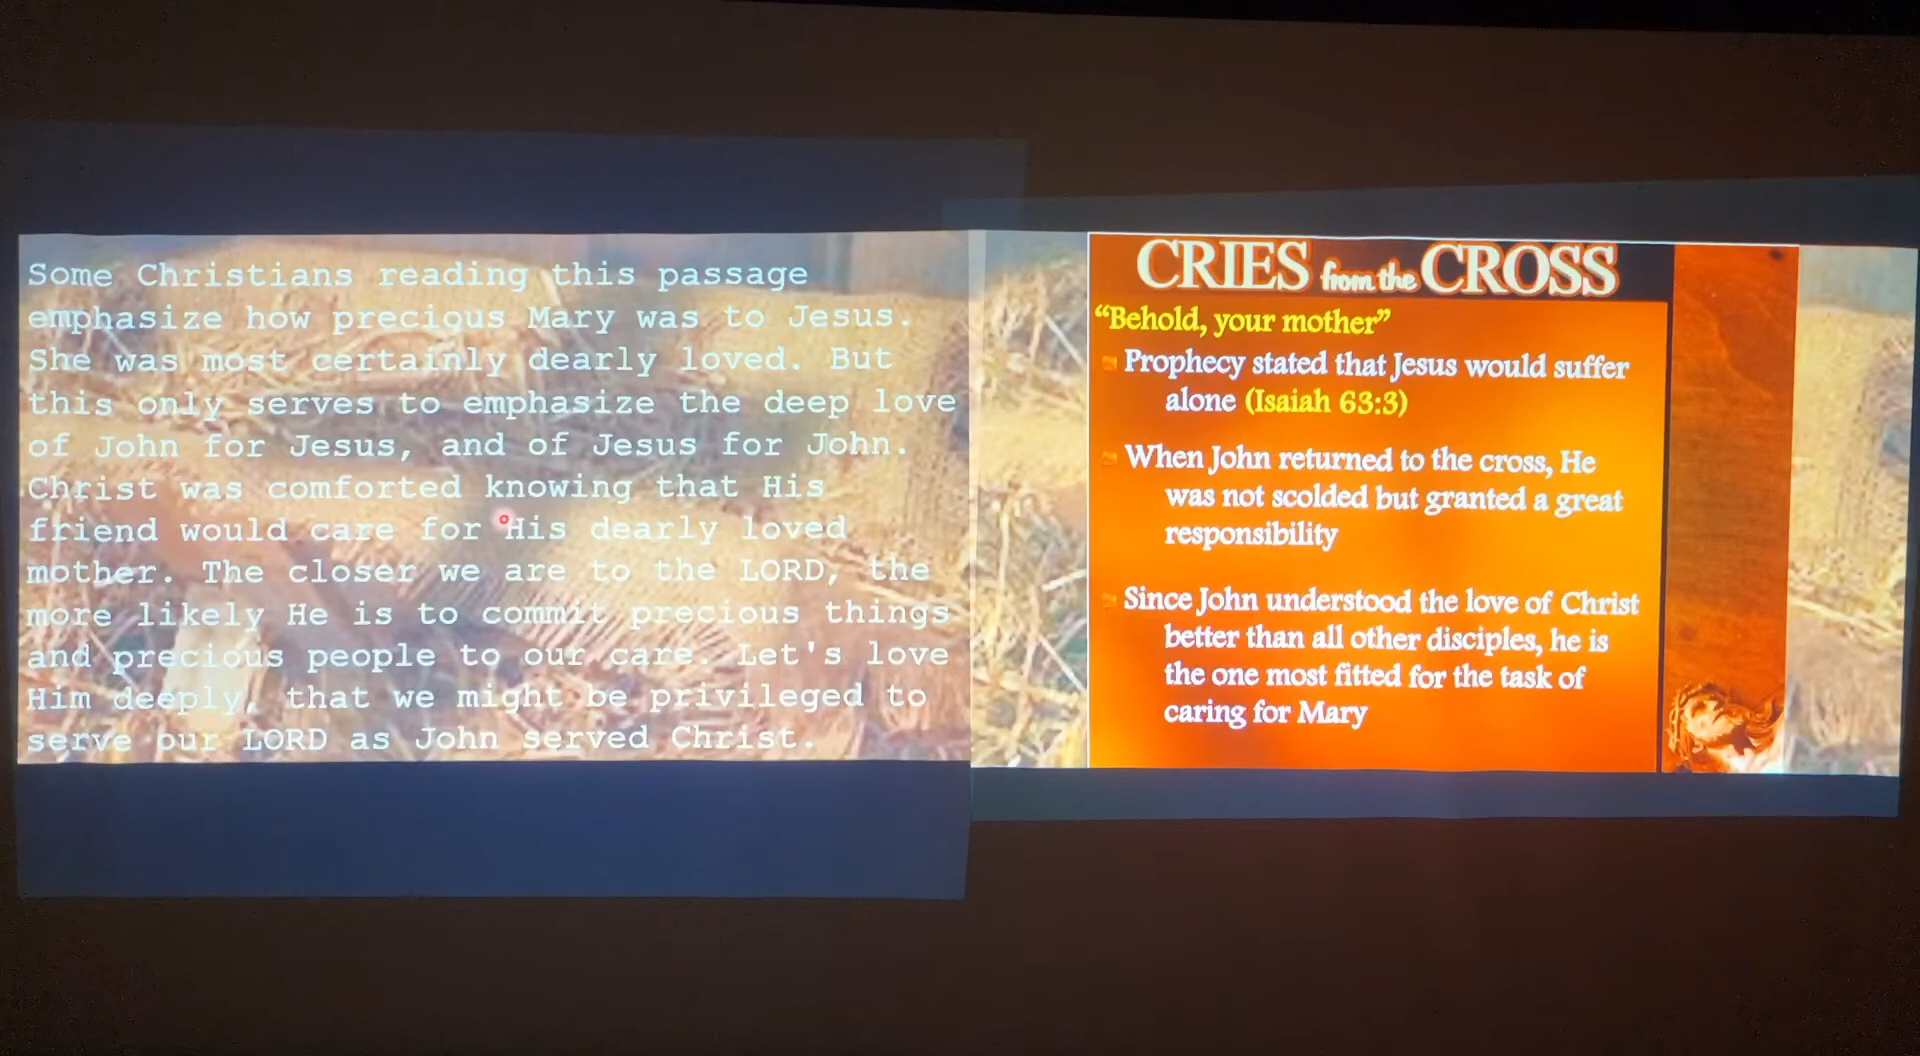 Some Christians reading this passage
emphasize how precious Mary was to Jesus.
She was most certainly dearly loved. But
this only serves to emphasize the deep love
of John for Jesus, and of Jesus for John.
Christ was comforted knowing that His
friend would care for His dearly loved
mother. The closer we are to the LORD, the
more likely He is to commit precious things
and precious people to our care. Let's love
Him deeply, that we might be privileged to
serve our LORD as John served Christ.
CRIES from the CROSS
“Behold, your mother”
Prophecy stated that Jesus would suffer
alone (Isaiah 63:3)
When John returned to the cross, He
was not scolded but granted a great
responsibility
Since John understood the love of Christ
better than all other disciples, he is
the one most fitted for the task of
caring for Mary